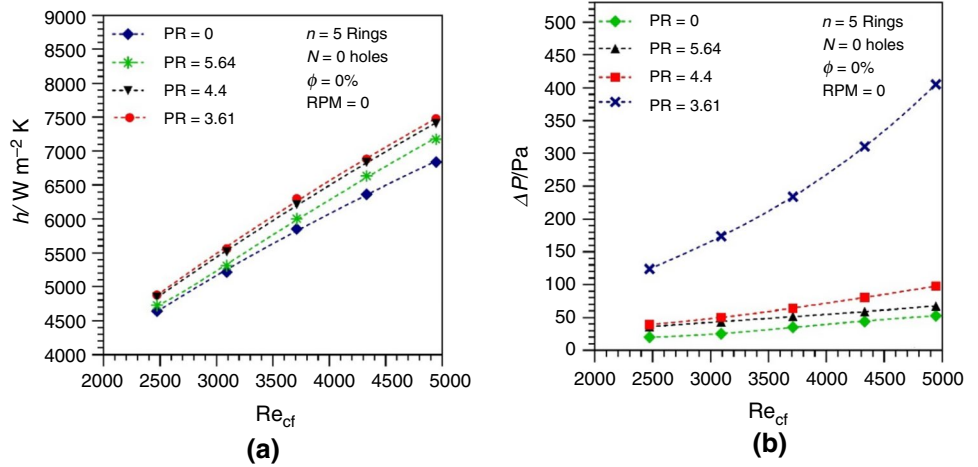 9000
8500
8000
7500
7000
6500
6000
5500
5000
4500
4000
h/ W m⁻² K
PR = 0
PR = 5.64
PR = 4.4
PR = 3.61
n = 5 Rings
N = 0 holes
ϕ = 0%
RPM = 0
2000 2500 3000 3500 4000 4500 5000
Re_cf
(a)
500
450
400
350
300
250
200
150
100
50
0
ΔP/Pa
PR = 0
PR = 5.64
PR = 4.4
PR = 3.61
n = 5 Rings
N = 0 holes
ϕ = 0%
RPM = 0
2000 2500 3000 3500 4000 4500 5000
Re_cf
(b)